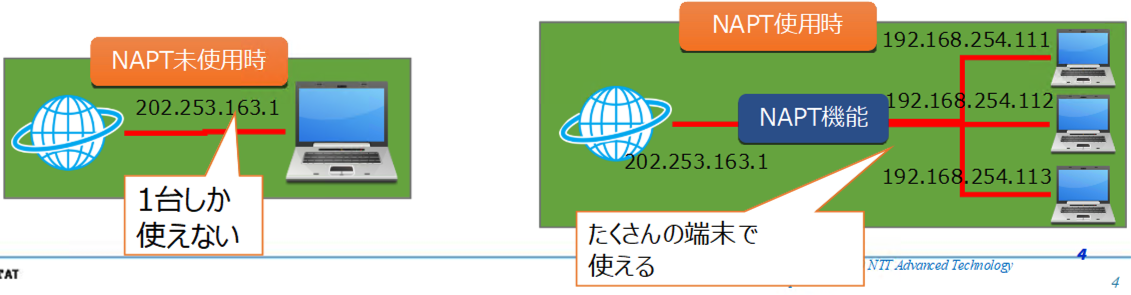 NAPT未使用時
202.253.163.1
1台しか
使えない
NAPT使用時
192.168.254.111
NAPT機能
192.168.254.112
202.253.163.1
192.168.254.113
たくさんの端末で
使える
NTT Advanced Technology
4
4